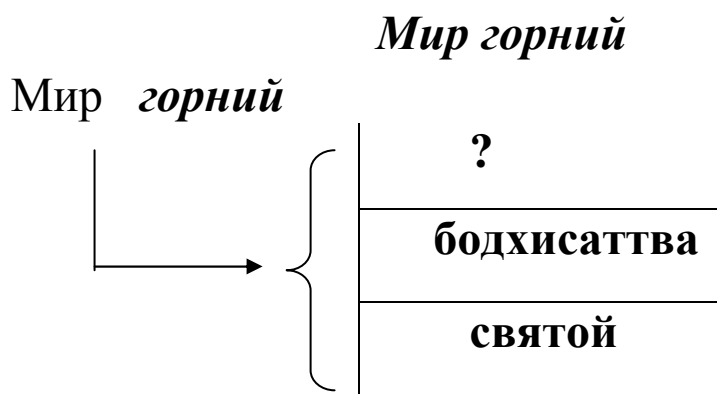 Мир горний
Мир горний
?
бодхисаттва
святой